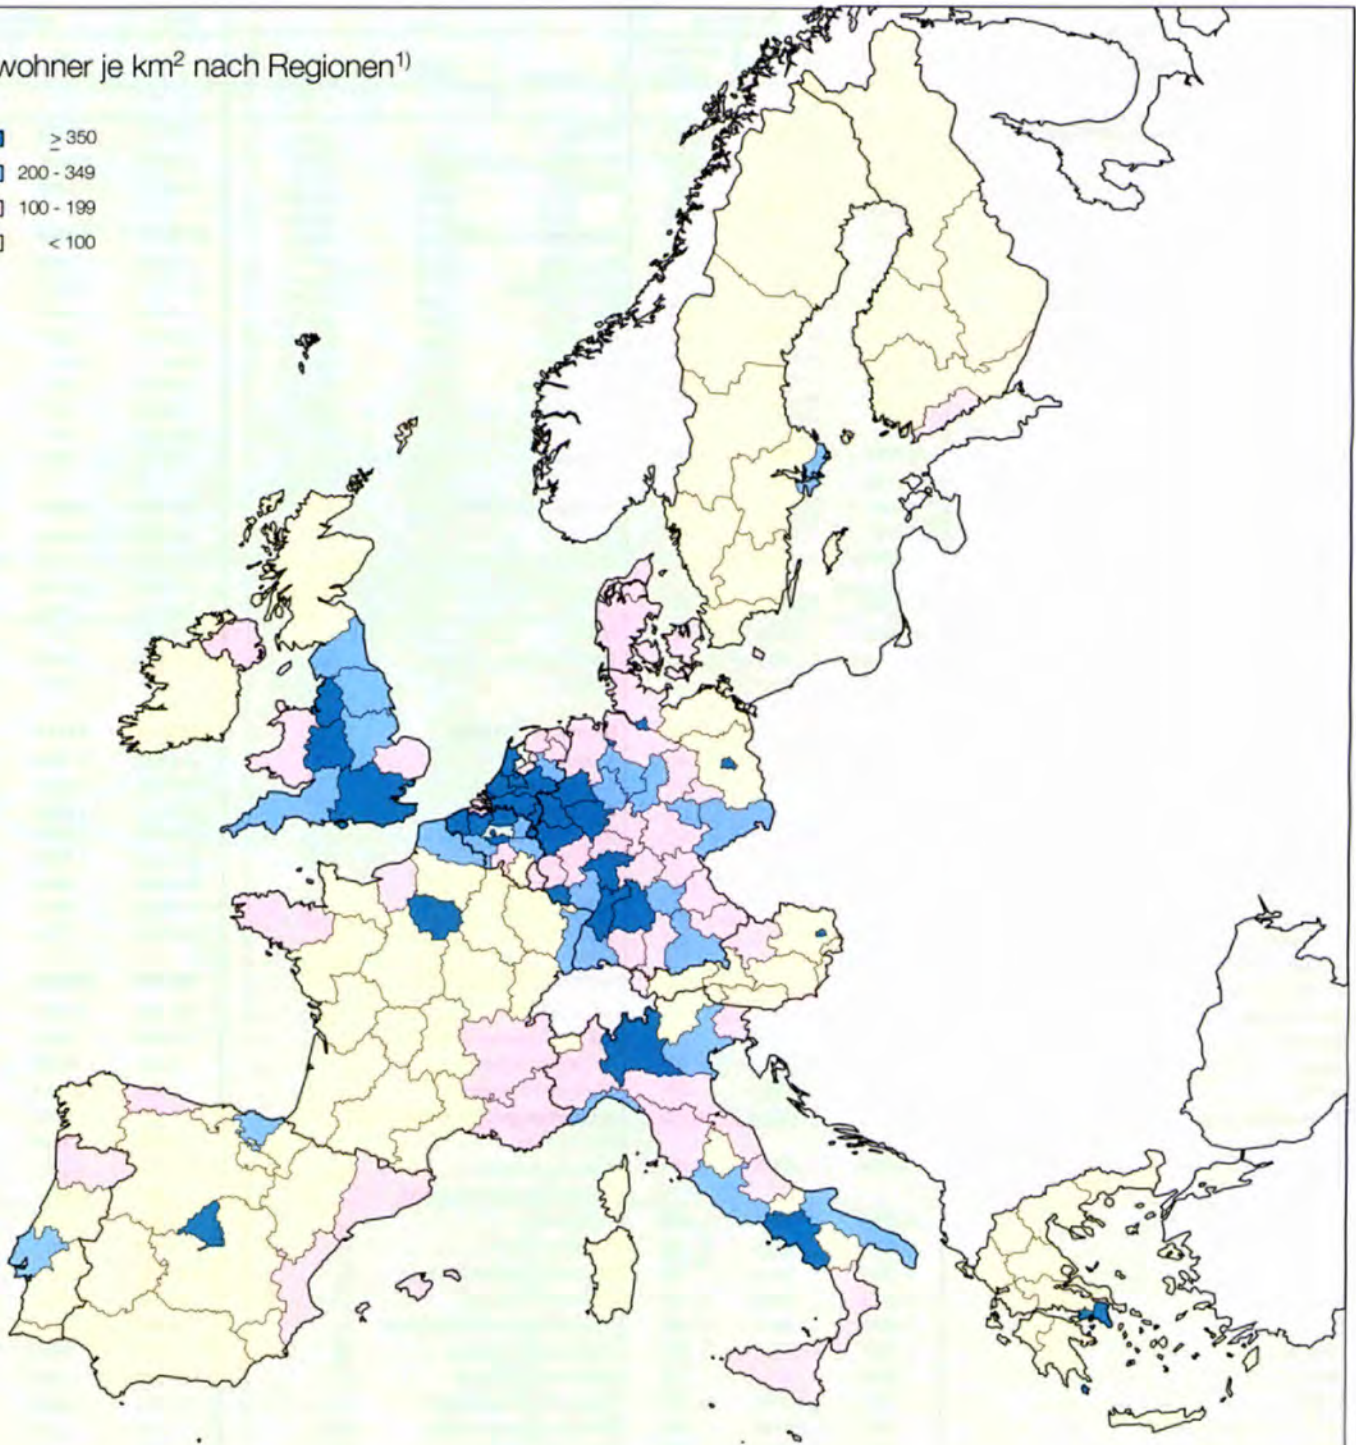 wohner je km² nach Regionen¹⁾
≥ 350
200 - 349
100 - 199
< 100